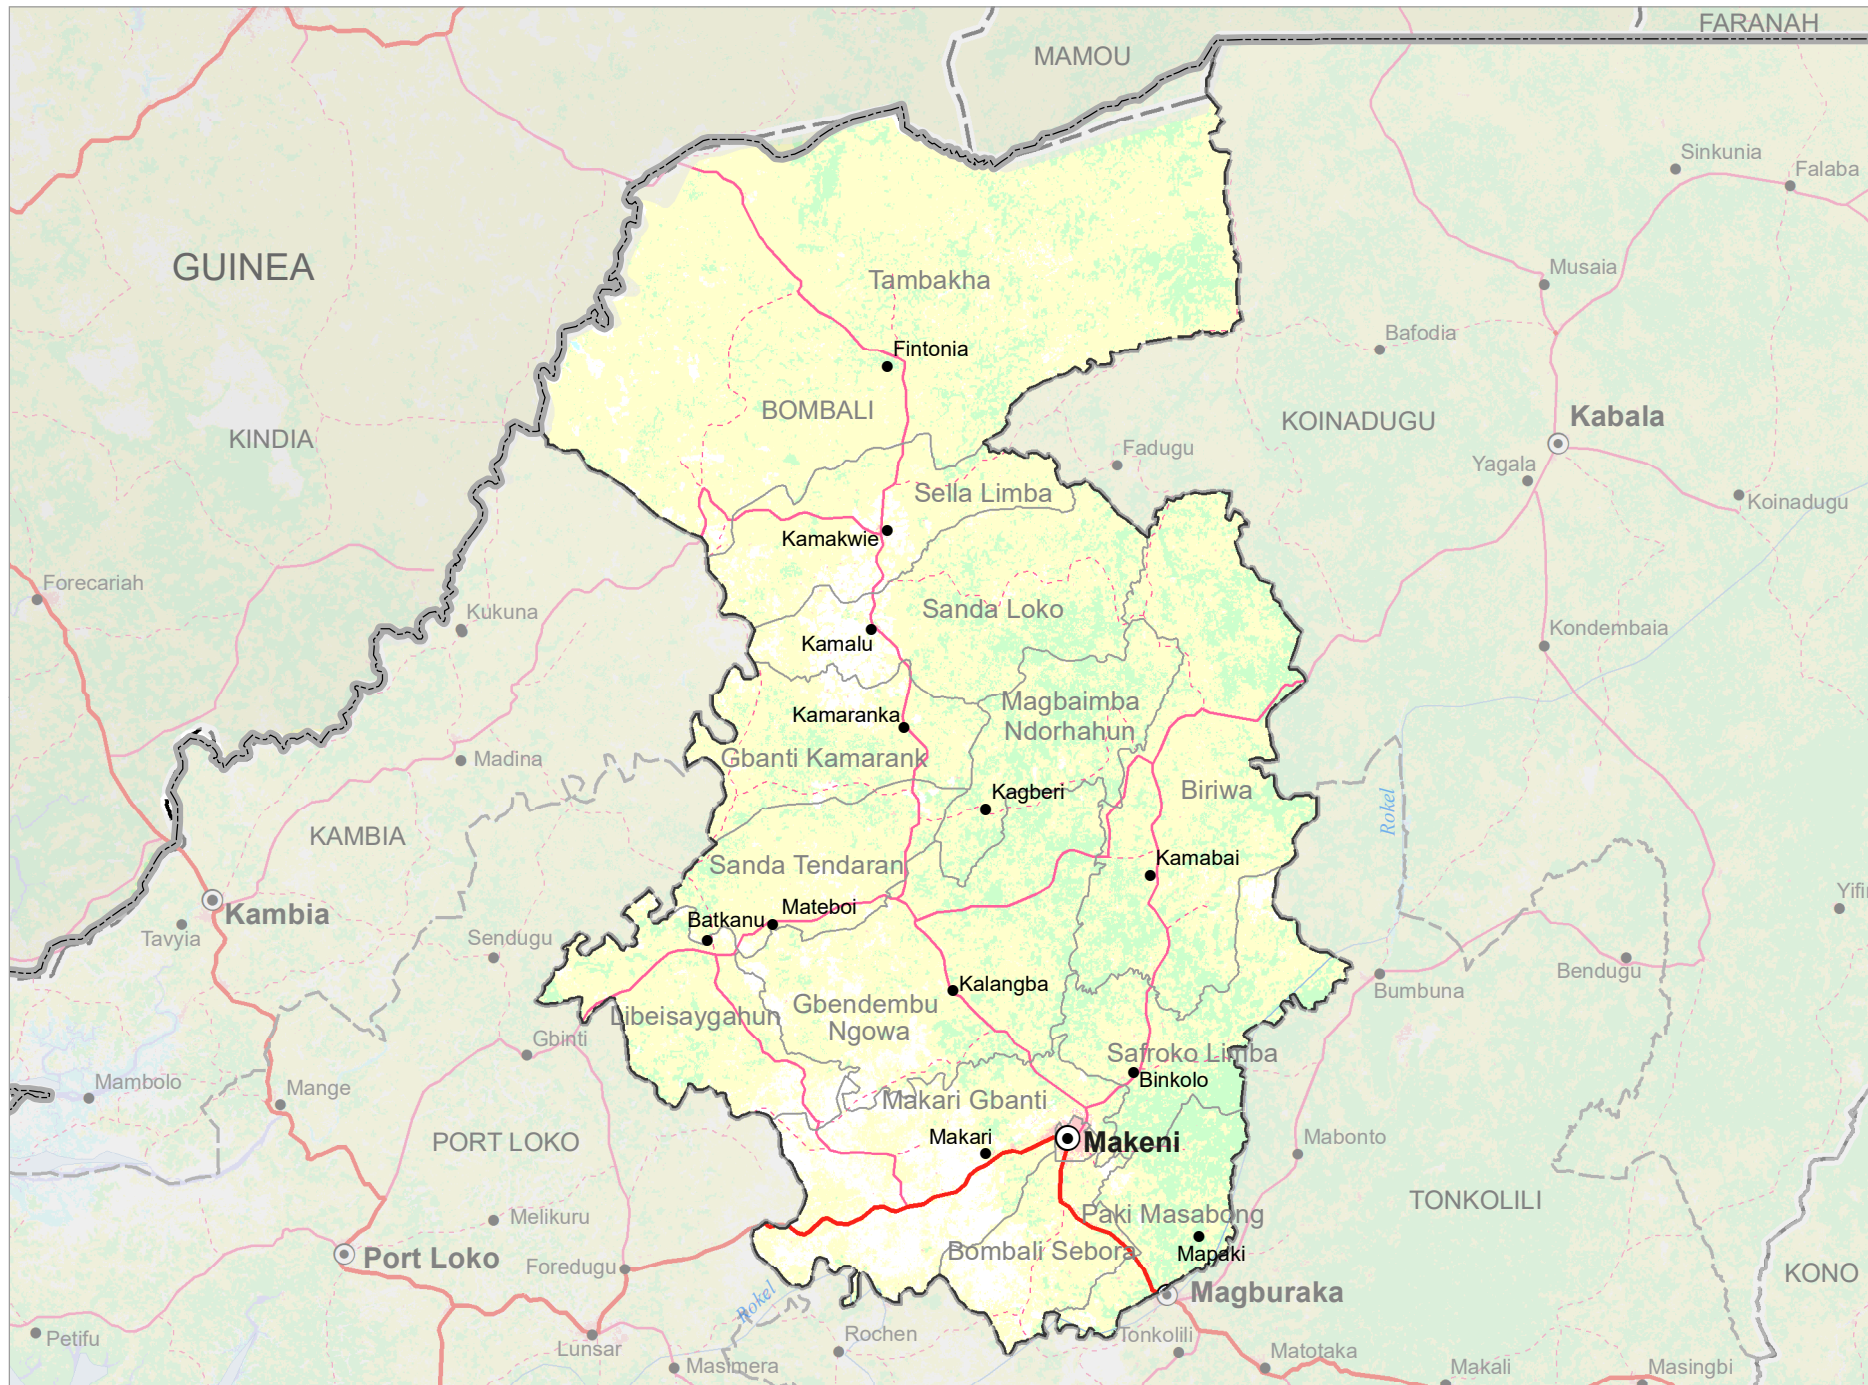 FARANAH
MAMOU
Sinkunia
Falaba
GUINEA
Musaia
Tambakha
Bafodia
Fintonia
BOMBALI
KOINADUGU
Kabala
KINDIA
Fadugu
Yagala
Sella Limba
Koinadugu
Kamakwie
Forecariah
Kukuna
Sanda Loko
Kondembaia
Kamalu
Magbaimba
Ndorhahun
Kamaranka
Gbanti Kamarank
Madina
Kagberi
Biriwa
Rokel
KAMBIA
Sanda Tendaran
Kamabai
Kambia
Mateboi
Batkanu
Tavyia
Sendugu
Bendugu
Kalangba
Bumbuna
Gbendembu
Ngowa
Libeisaygahun
Gbinti
Safroko Limba
Binkolo
Mambolo
Mange
Makari Gbanti
PORT LOKO
Makari
Makeni
Mabonto
TONKOLILI
Melikuru
Paki Masabong
Bombali Sebora
Mapaki
Port Loko
Foredugu
KONO
Magburaka
Rokel
Petifu
Lunsar
Rochen
Tonkolili
Masimera
Matotaka
Makali
Masingbi